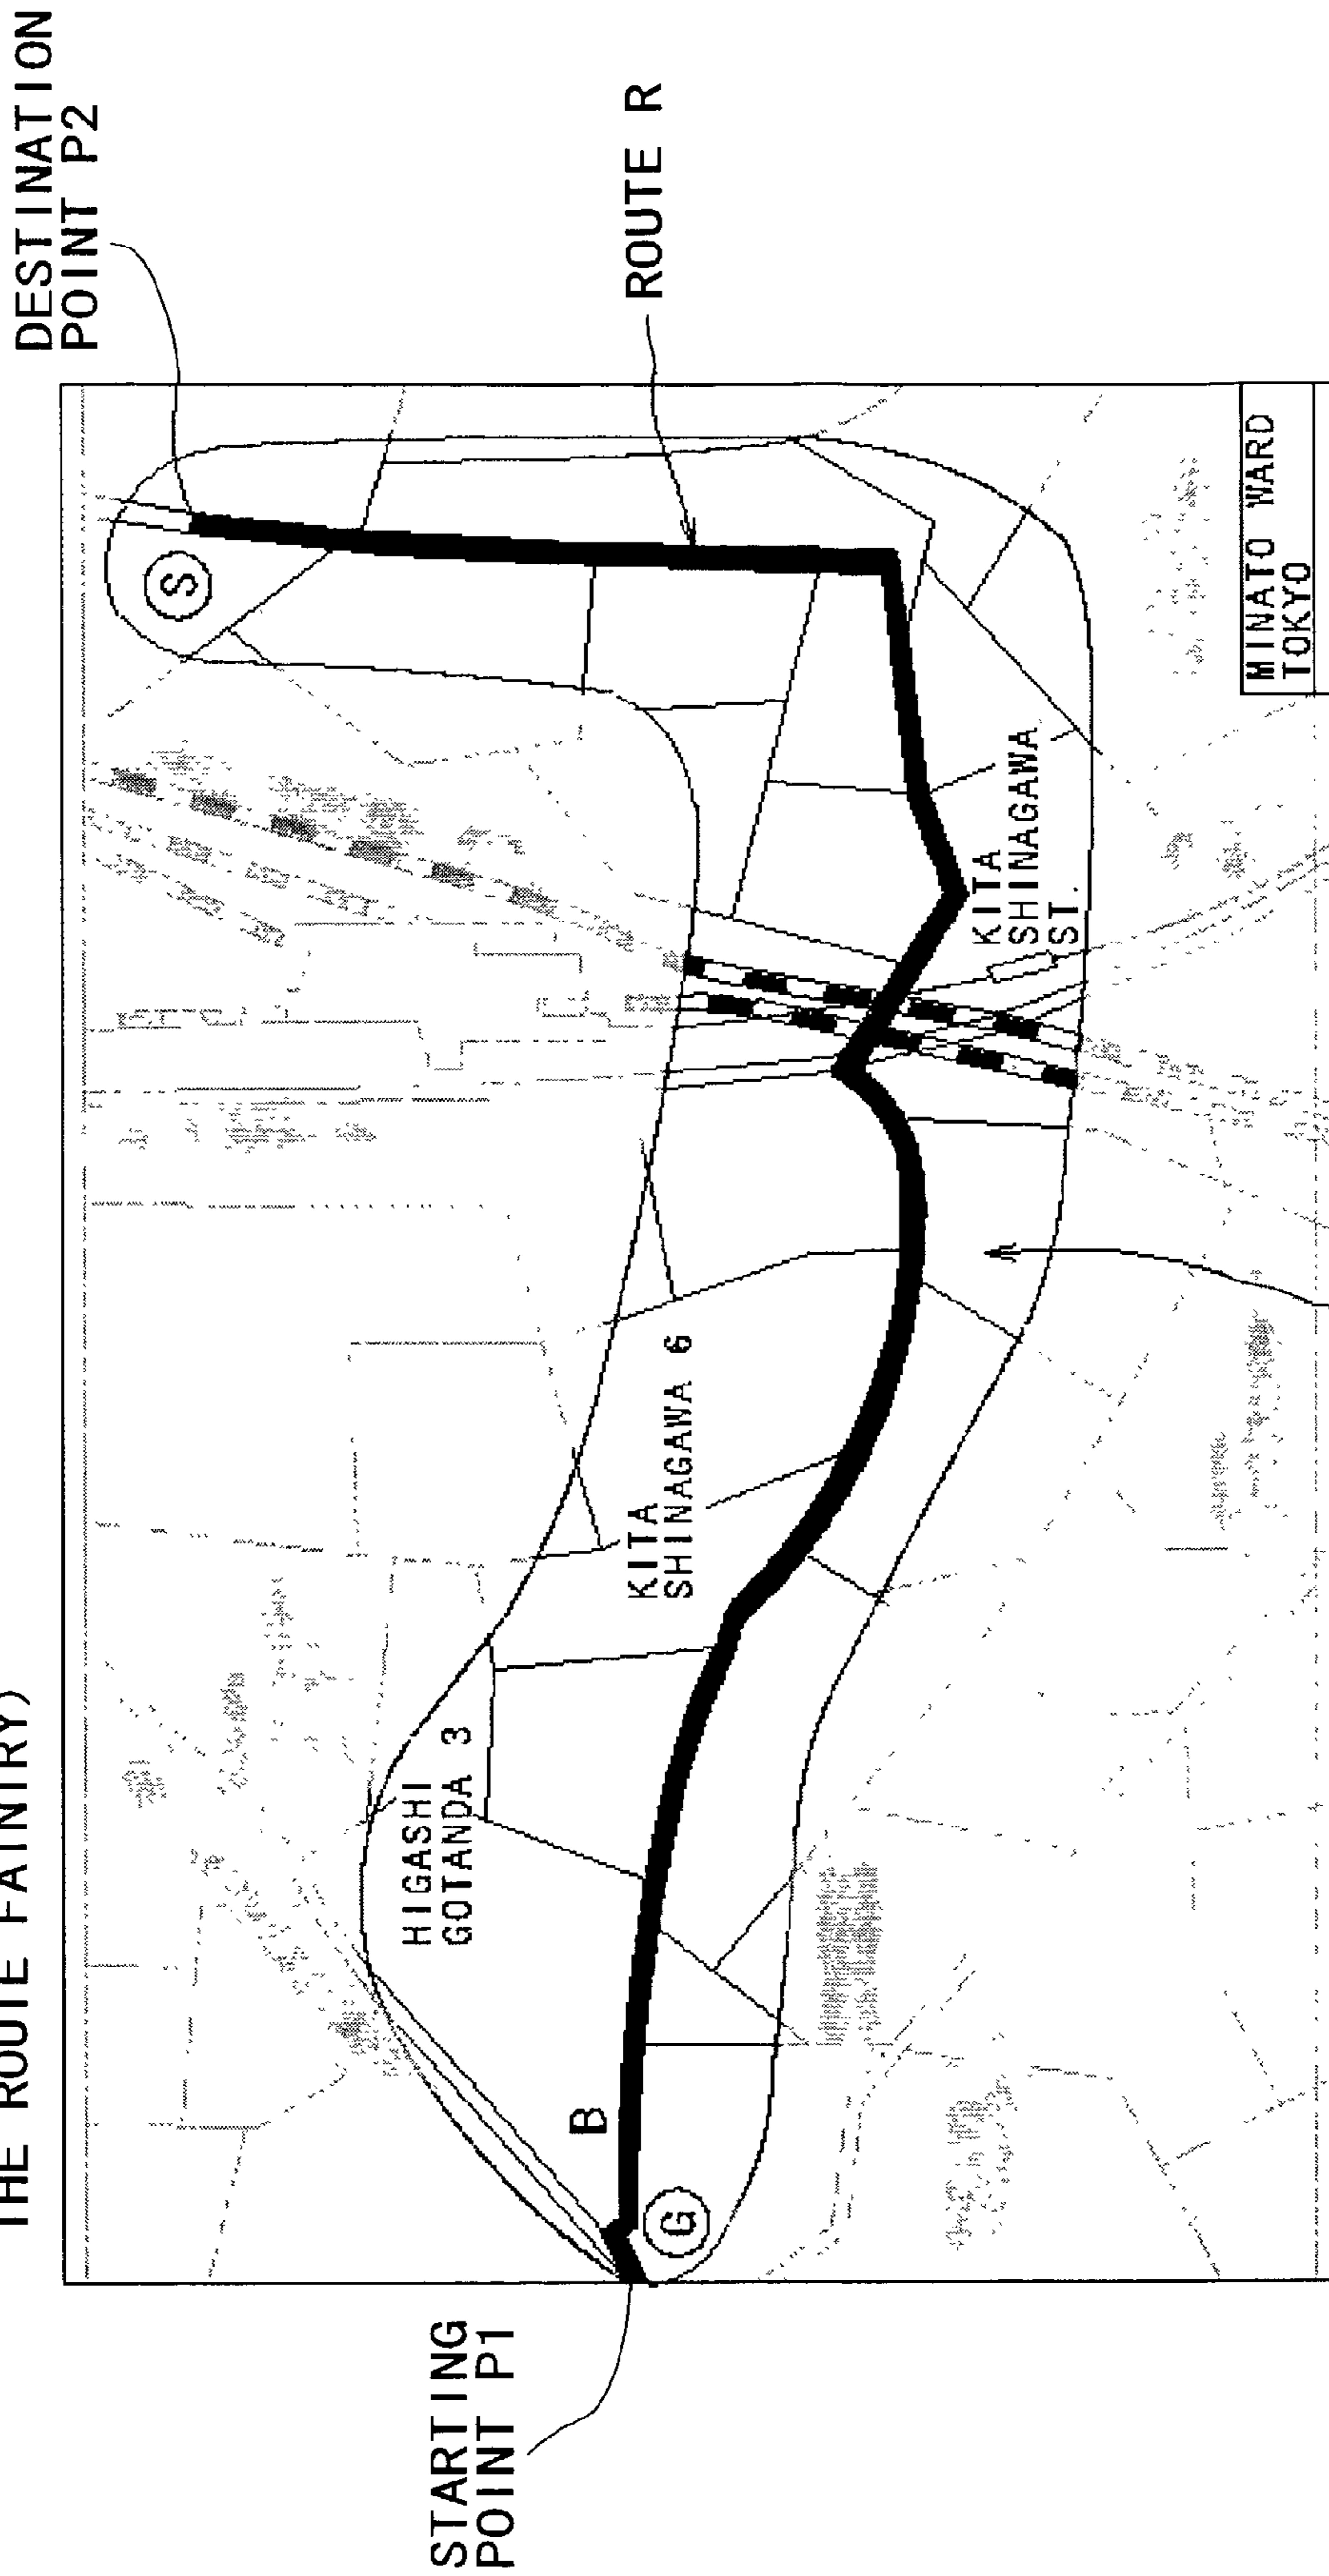 THE ROUTE FAINTRY)
DESTINATION
POINT P2
S
ROUTE R
HIGASHI
GOTANDA 3
KITA
SHINAGAWA 6
KITA
SHINAGAWA
ST.
B
G
STARTING
POINT P1
MINATO WARD
TOKYO